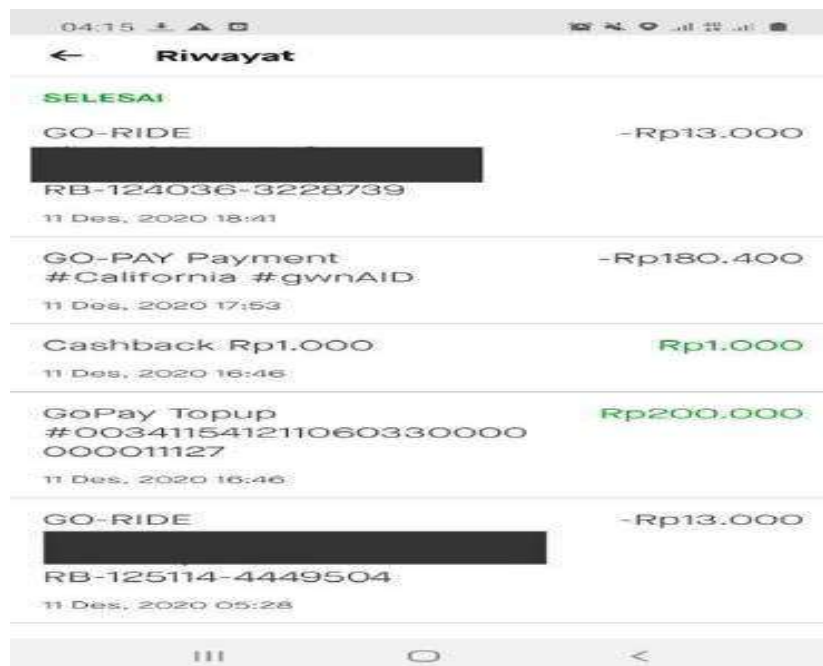 04:15
Riwayat
SELESAI
GO-RIDE -Rp13.000
RB-124036-3228739
11 Des, 2020 18:41
GO-PAY Payment -Rp180.400
#California #gwnAID
11 Des, 2020 17:53
Cashback Rp1.000 Rp1.000
11 Des, 2020 16:46
GoPay Topup Rp200.000
#0034115412110603300​00
000011127
11 Des, 2020 16:46
GO-RIDE -Rp13.000
RB-125114-4449504
11 Des, 2020 05:28